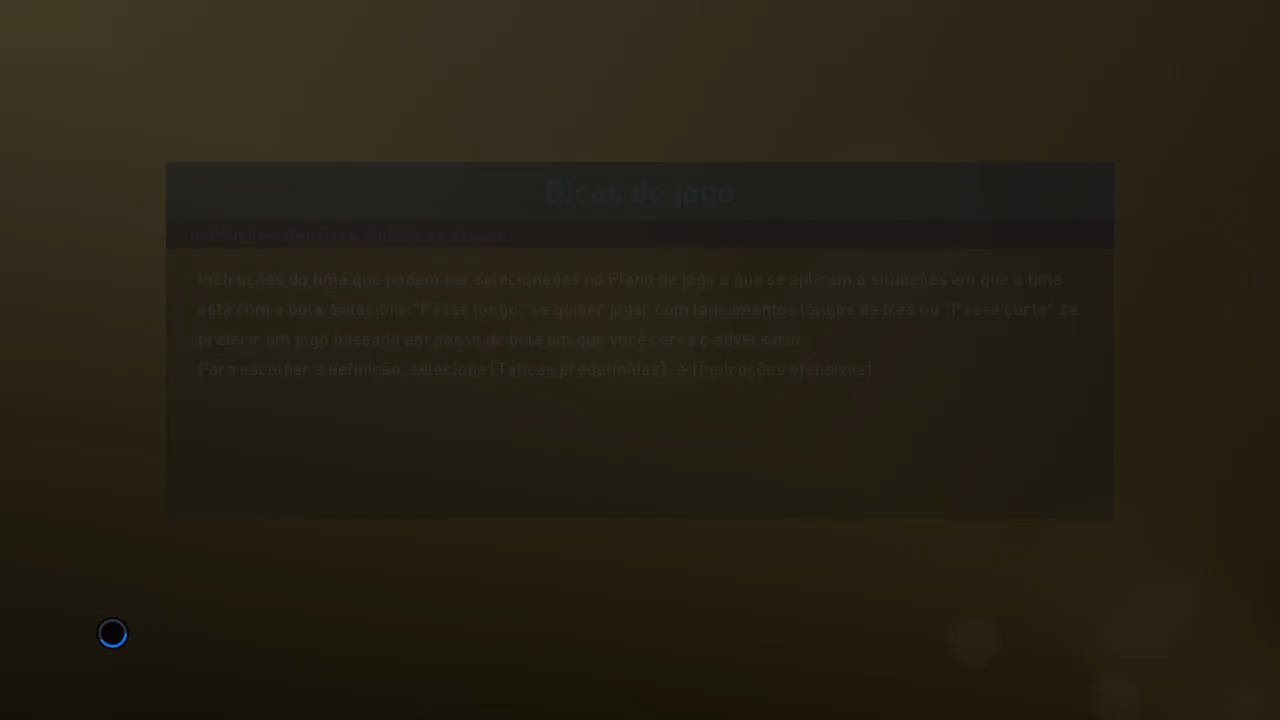 Dicas de jogo
Instruções ofensivas:
Instruções do time que podem ser selecionadas no Plano de jogo e que se aplicam a situações em que o time
está com a bola. Selecione "Passe longo" se quiser jogar com lançamentos longos de trás ou "Passe curto" se
preferir um jogo baseado em posse de bola em que você cerca o adversário.
Para escolher a definição, selecione [Táticas predefinidas] -> [Instruções ofensivas]